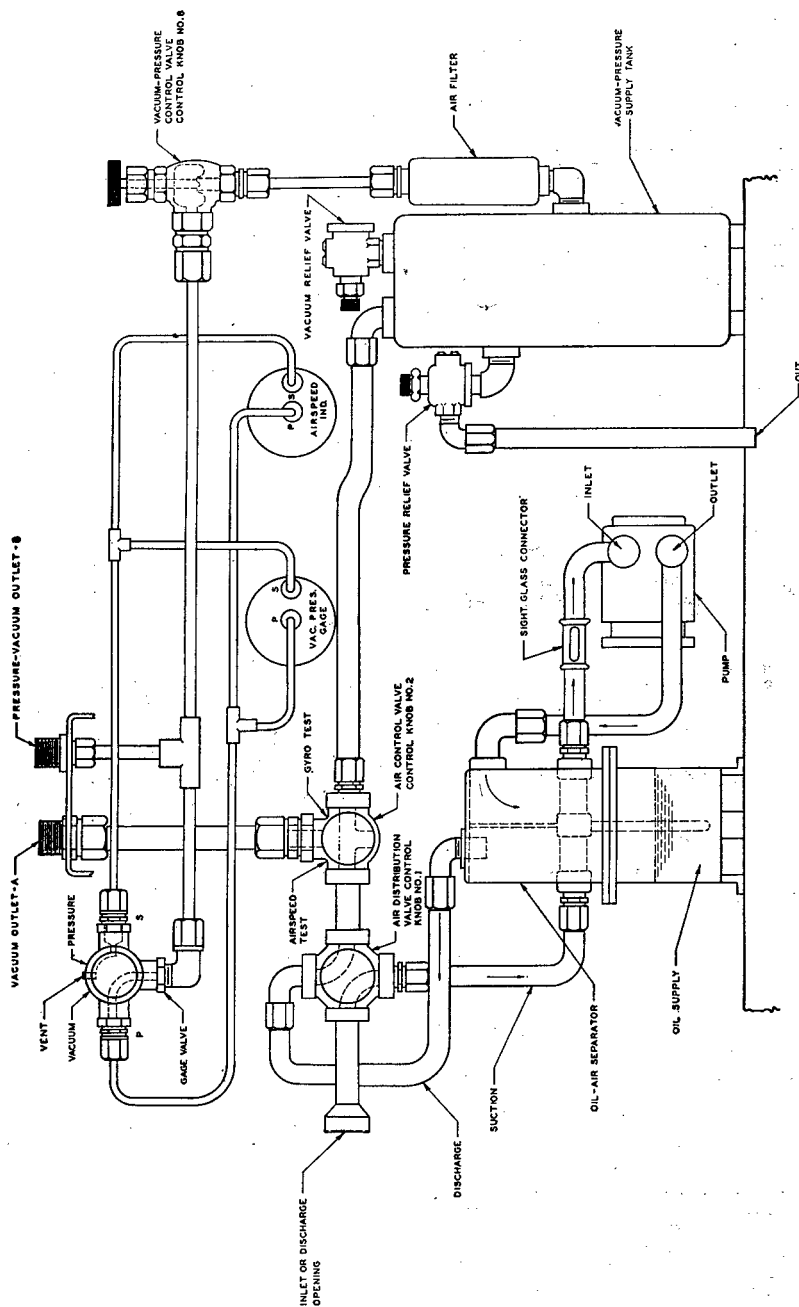 VACUUM OUTLET-A
PRESSURE-VACUUM OUTLET-B
VACUUM-PRESSURE
CONTROL VALVE
CONTROL KNOB NO.8
VENT
VACUUM
PRESSURE
S
P
GAGE VALVE
S
P
VAC. PRES.
GAGE
S
P
AIRSPEED
IND.
VACUUM RELIEF VALVE
AIR FILTER
VACUUM-PRESSURE
SUPPLY TANK
AIRSPEED
TEST
GYRO TEST
AIR CONTROL VALVE
CONTROL KNOB NO.2
AIR DISTRIBUTION
VALVE CONTROL
KNOB NO.1
PRESSURE RELIEF VALVE
OUT
INLET OR DISCHARGE
OPENING
DISCHARGE
SUCTION
OIL-AIR SEPARATOR
OIL SUPPLY
SIGHT GLASS CONNECTOR
INLET
OUTLET
PUMP